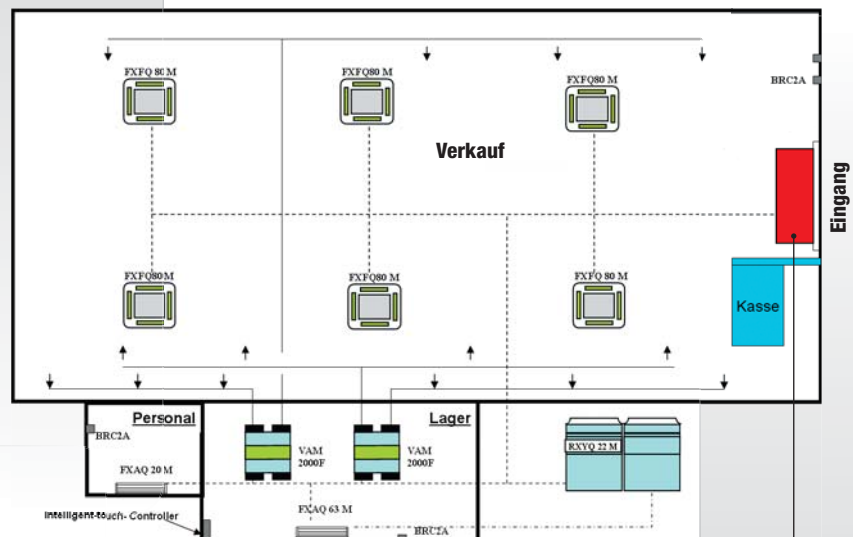 FXFQ 80 M
FXFQ80 M
FXFQ80 M
BRC2A
Verkauf
Eingang
FXFQ80 M
FXFQ80 M
FXFQ 80 M
Kasse
Personal
Lager
BRC2A
VAM
2000F
VAM
2000F
RXYQ 22 M
FXAQ 20 M
FXAQ 63 M
Intelligent-touch- Controller
BRC2A